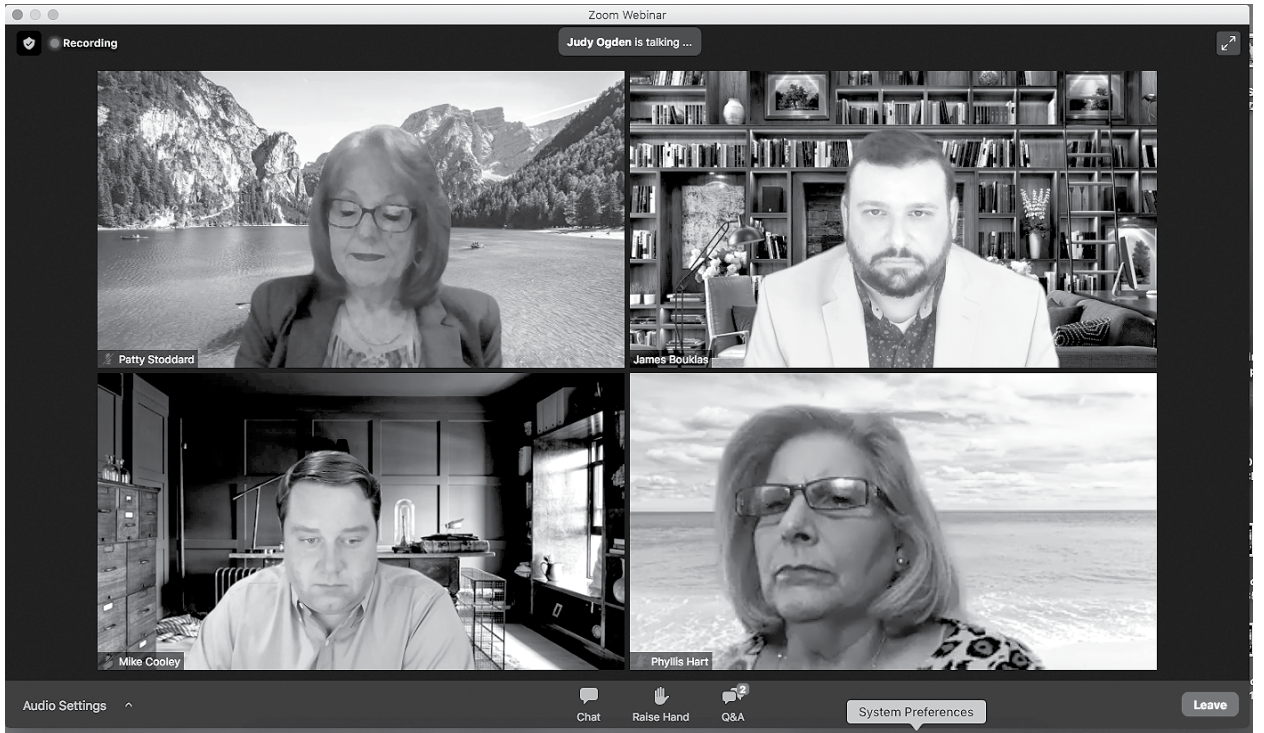 Zoom Webinar
Recording
Judy Ogden is talking ...
Patty Stoddard
James Bouklas
Mike Cooley
Phyllis Hart
Audio Settings
Chat
Raise Hand
2
Q&A
System Preferences
Leave